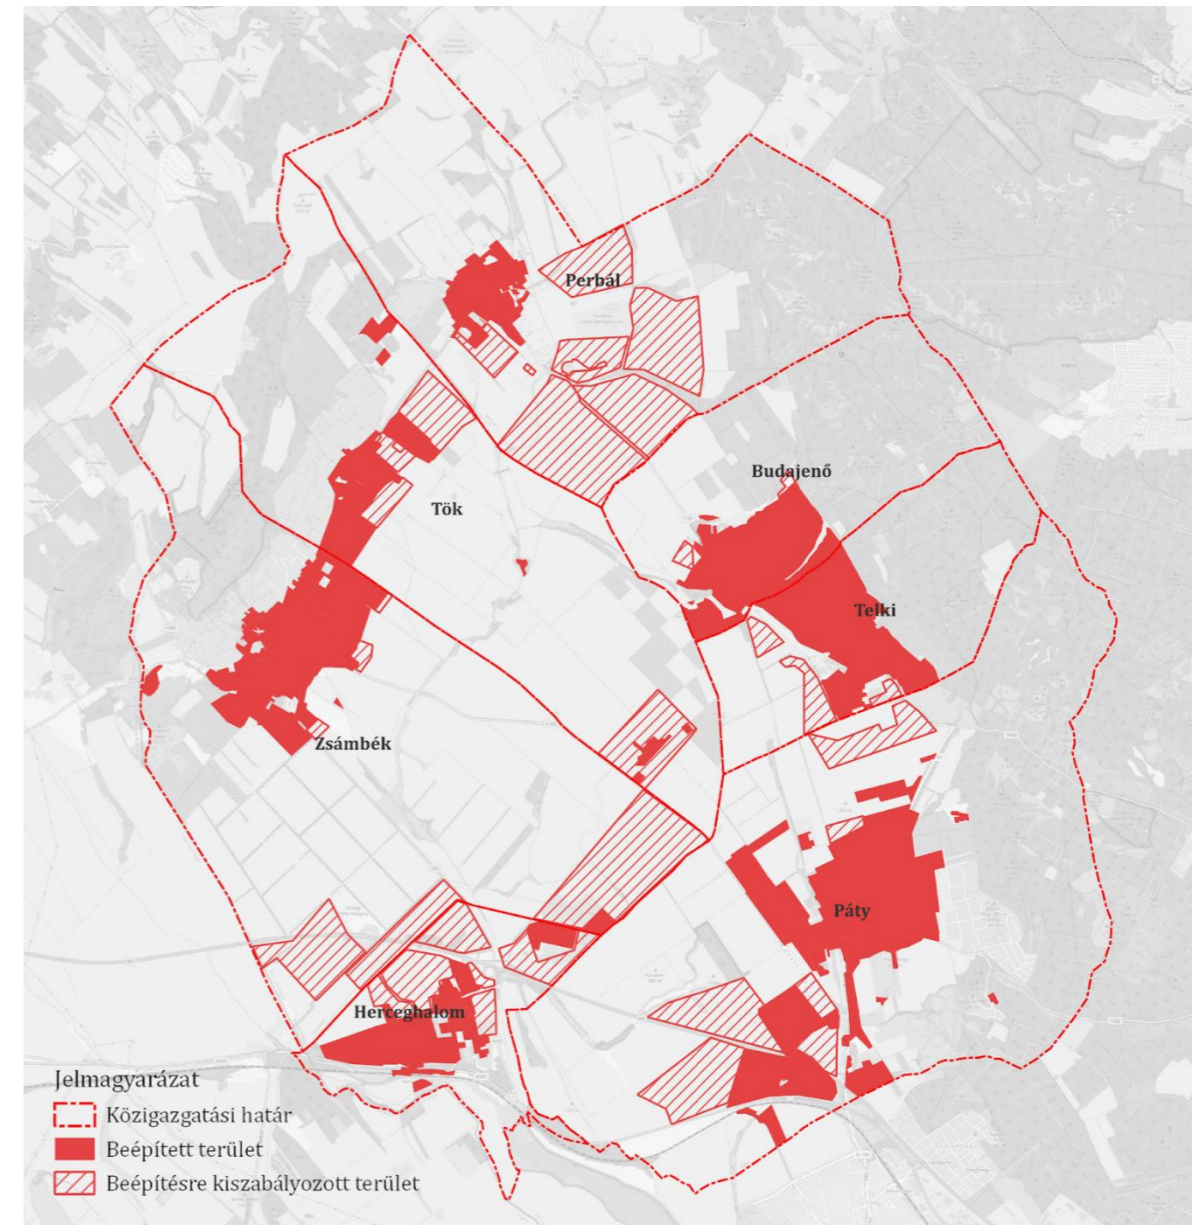 Perbál
Budajenő
Tök
Telki
Zsámbék
Páty
Herceghalom
Jelmagyarázat
Közigazgatási határ
Beépített terület
Beépítésre kiszabályozott terület